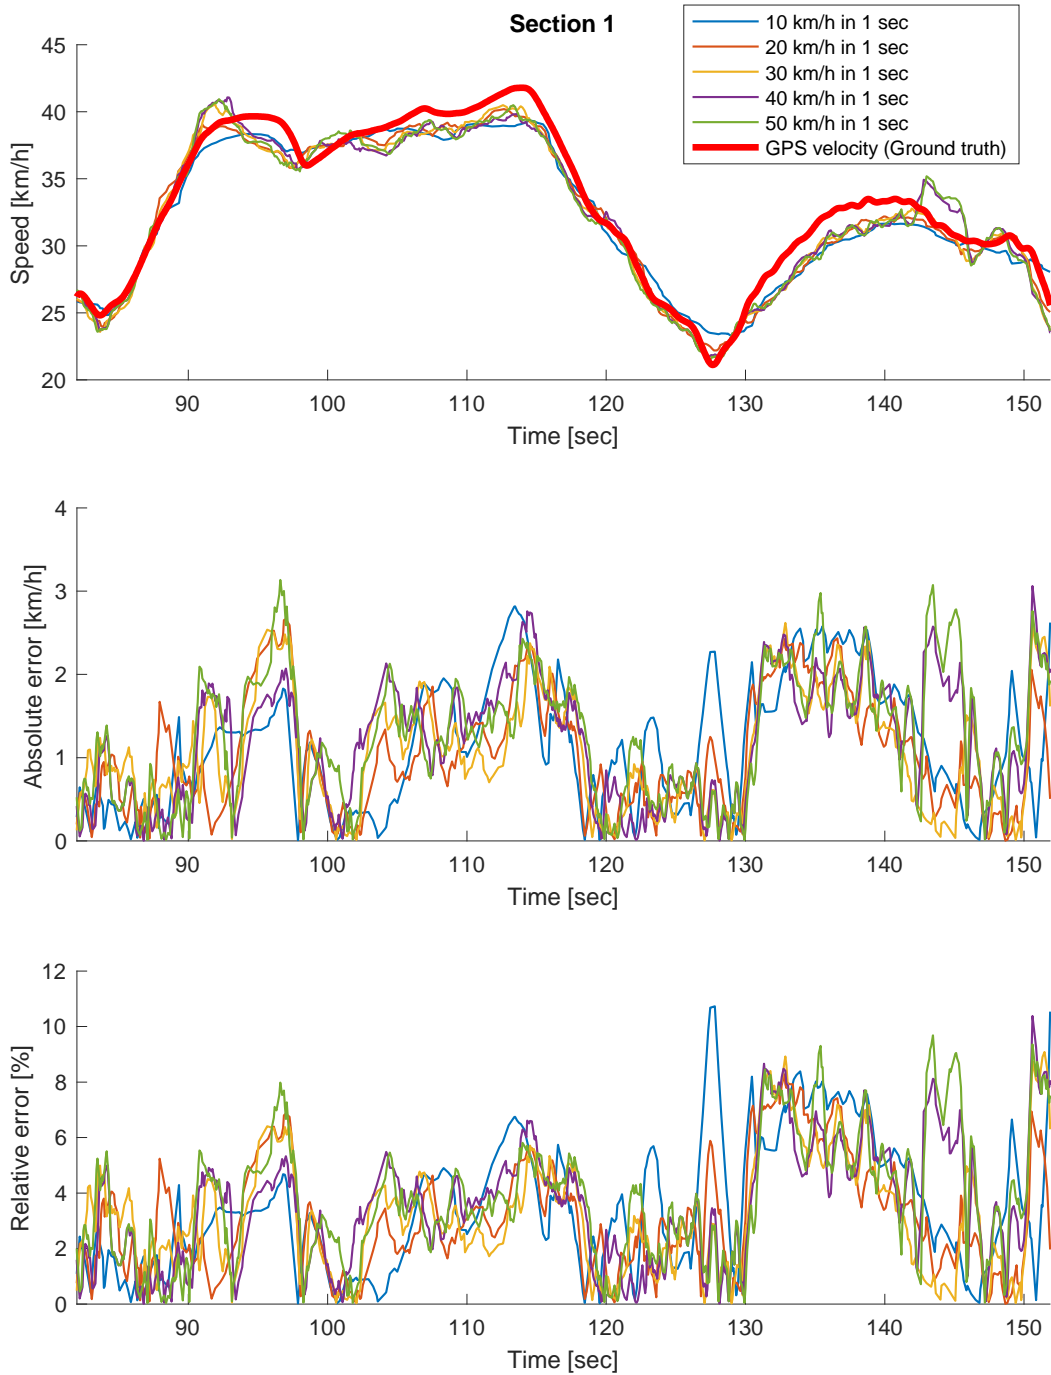 Section 1
10 km/h in 1 sec
20 km/h in 1 sec
30 km/h in 1 sec
40 km/h in 1 sec
50 km/h in 1 sec
GPS velocity (Ground truth)
Speed [km/h]
45
40
35
30
25
20
90 100 110 120 130 140 150
Time [sec]
Absolute error [km/h]
4
3
2
1
0
90 100 110 120 130 140 150
Time [sec]
Relative error [%]
12
10
8
6
4
2
0
90 100 110 120 130 140 150
Time [sec]